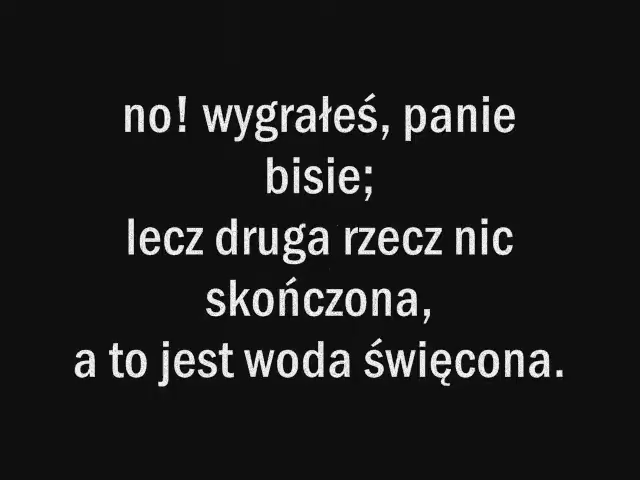 no! wygrałeś, panie
bisie;
lecz druga rzecz nic
skończona,
a to jest woda święcona.